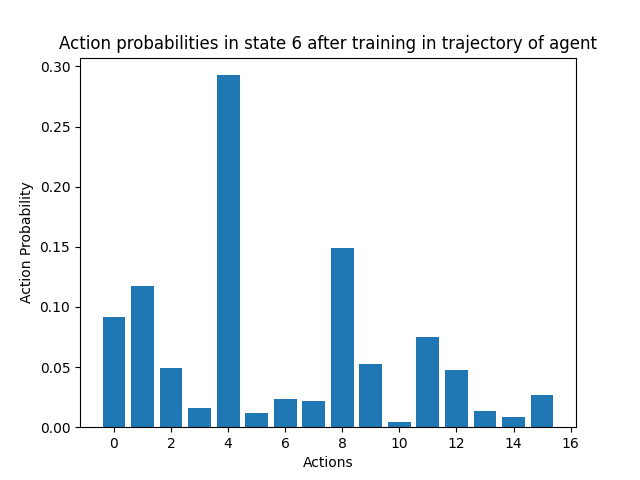 Action probabilities in state 6 after training in trajectory of agent
0.30
0.25
0.20
0.15
0.10
0.05
0.00
Action Probability
0 2 4 6 8 10 12 14 16
Actions